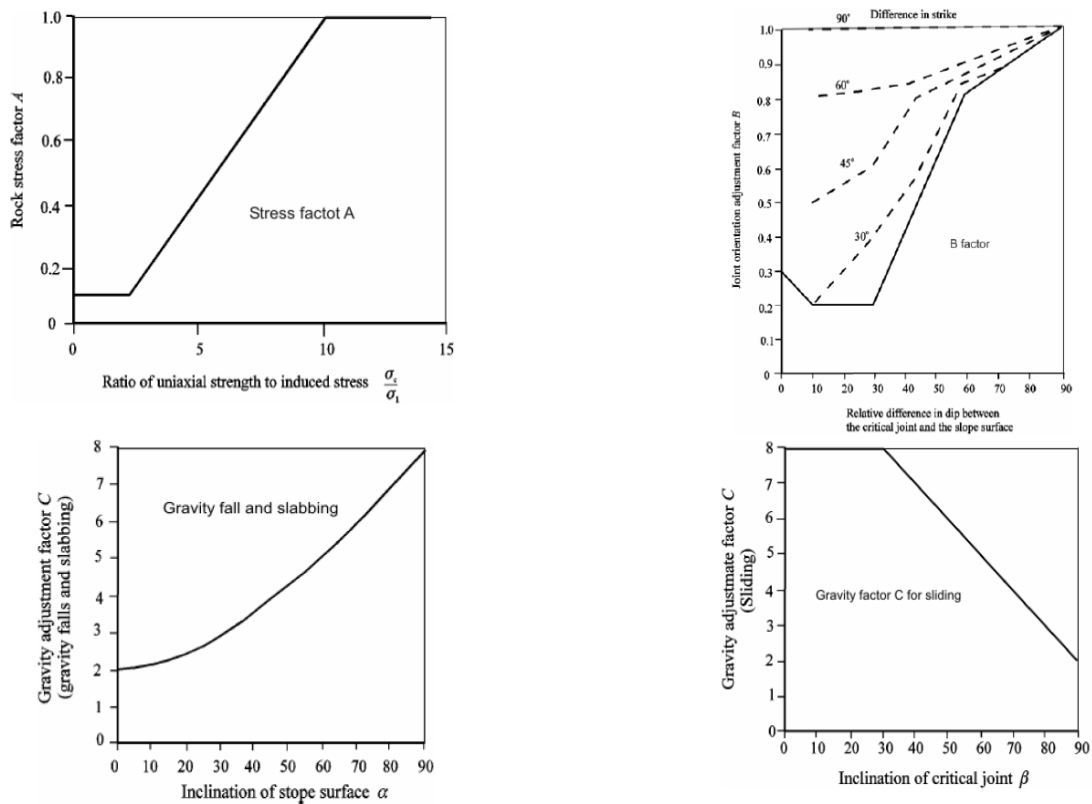 Rock stress factor A
1.0
0.8
0.6
0.4
0.2
0
Stress factot A
0
5
10
15
Ratio of uniaxial strength to induced stress σc/σ1
Difference in strike
90°
60°
45°
30°
Joint orientation adjustment factor B
1.0
0.9
0.8
0.7
0.6
0.5
0.4
0.3
0.2
0.1
0
B factor
0 10 20 30 40 50 60 70 80 90
Relative difference in dip between
the critical joint and the slope surface
Gravity adjustment factor C
(gravity falls and slabbing)
8
7
6
5
4
3
2
1
0
Gravity fall and slabbing
0 10 20 30 40 50 60 70 80 90
Inclination of stope surface α
Gravity adjustmate factor C
(Sliding)
8
7
6
5
4
3
2
1
0
Gravity factor C for sliding
0 10 20 30 40 50 60 70 80 90
Inclination of critical joint β